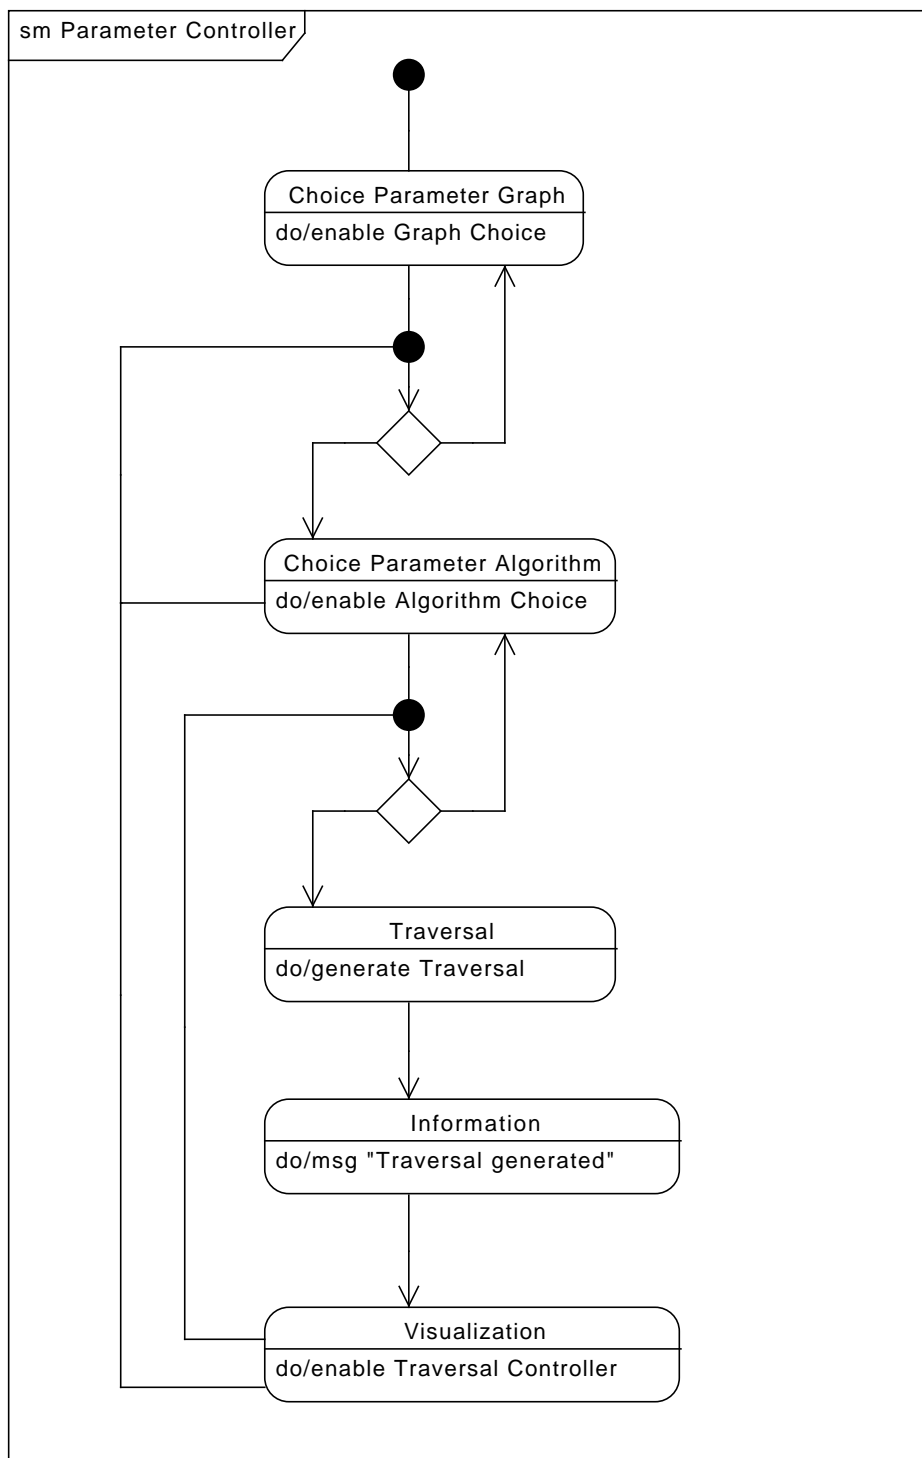 sm Parameter Controller
Choice Parameter Graph
do/enable Graph Choice
Choice Parameter Algorithm
do/enable Algorithm Choice
Traversal
do/generate Traversal
Information
do/msg "Traversal generated"
Visualization
do/enable Traversal Controller